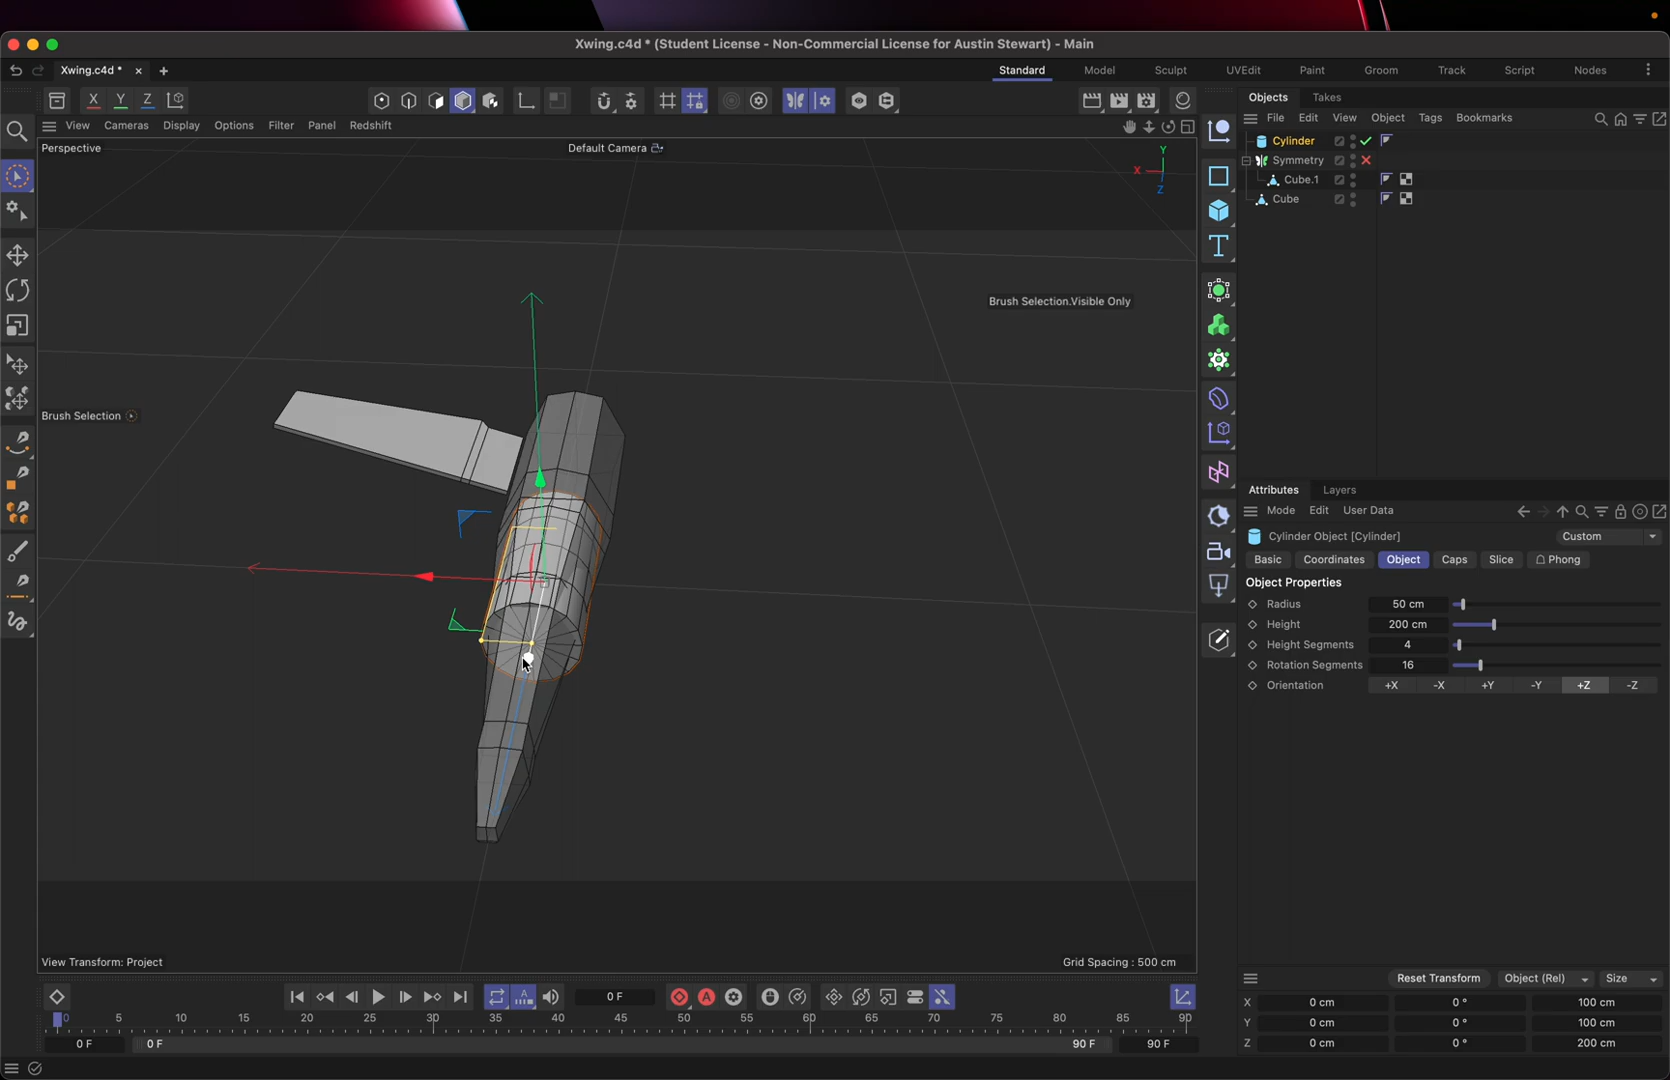 Xwing.c4d * (Student License - Non-Commercial License for Austin Stewart) - Main
Xwing.c4d * × +
Standard Model Sculpt UVEdit Paint Groom Track Script Nodes
X Y Z
View Cameras Display Options Filter Panel Redshift
Perspective
Default Camera
Y
X
Z
Brush Selection.Visible Only
Brush Selection
View Transform: Project
Grid Spacing : 500 cm
Objects Takes
File Edit View Object Tags Bookmarks
Cylinder
Symmetry
Cube.1
Cube
Attributes Layers
Mode Edit User Data
Cylinder Object [Cylinder]
Custom
Basic Coordinates Object Caps Slice Phong
Object Properties
Radius 50 cm
Height 200 cm
Height Segments 4
Rotation Segments 16
Orientation +X -X +Y -Y +Z -Z
Reset Transform Object (Rel) Size
X 0 cm 0 ° 100 cm
Y 0 cm 0 ° 100 cm
Z 0 cm 0 ° 200 cm
0 F
0 5 10 15 20 25 30 35 40 45 50 55 60 65 70 75 80 85 90
0 F 0 F 90 F 90 F